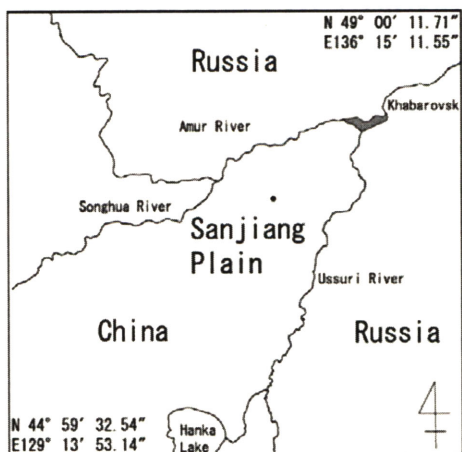 N 49° 00′ 11.71″
E136° 15′ 11.55″
Russia
Khabarovsk
Amur River
Songhua River
Sanjiang
Plain
Ussuri River
China
Russia
N 44° 59′ 32.54″
E129° 13′ 53.14″
Hanka
Lake